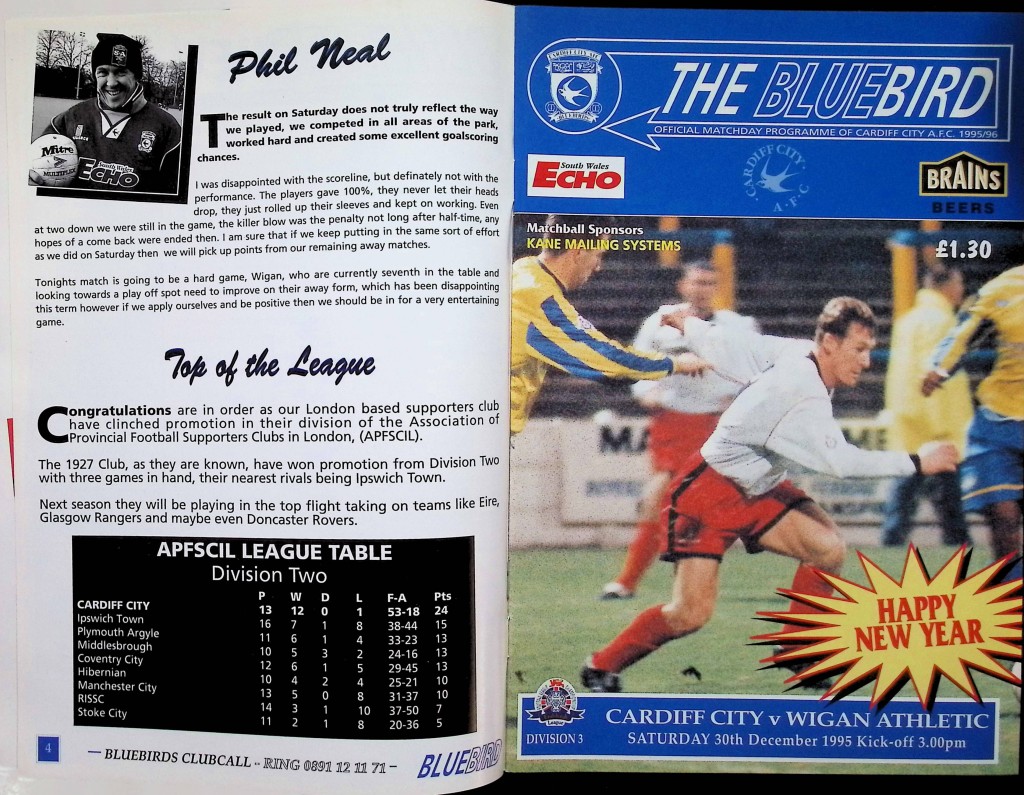 Phil Neal
The result on Saturday does not truly reflect the way
we played, we competed in all areas of the park,
worked hard and created some excellent goalscoring
chances.
Mitre
MULTIPLEX
South Wales
ECHO
I was disappointed with the scoreline, but definately not with the
performance. The players gave 100%, they never let their heads
drop, they just rolled up their sleeves and kept on working. Even
at two down we were still in the game, the killer blow was the penalty not long after half-time, any
hopes of a come back were ended then. I am sure that if we keep putting in the same sort of effort
as we did on Saturday then we will pick up points from our remaining away matches.
Tonights match is going to be a hard game, Wigan, who are currently seventh in the table and
looking towards a play off spot need to improve on their away form, which has been disappointing
this term however if we apply ourselves and be positive then we should be in for a very entertaining
game.
Top of the League
Congratulations are in order as our London based supporters club
have clinched promotion in their division of the Association of
Provincial Football Supporters Clubs in London, (APFSCIL).
The 1927 Club, as they are known, have won promotion from Division Two
with three games in hand, their nearest rivals being Ipswich Town.
Next season they will be playing in the top flight taking on teams like Eire,
Glasgow Rangers and maybe even Doncaster Rovers.
APFSCIL LEAGUE TABLE
Division Two
P W D L F-A Pts
CARDIFF CITY 13 12 0 1 53-18 24
Ipswich Town 16 7 1 8 38-44 15
Plymouth Argyle 11 6 1 4 33-23 13
Middlesbrough 10 5 3 2 24-16 13
Coventry City 12 6 1 5 29-45 13
Hibernian 10 4 2 4 25-21 10
Manchester City 13 5 0 8 31-37 10
RISSC 14 3 1 10 37-50 7
Stoke City 11 2 1 8 20-36 5
4
— BLUEBIRDS CLUBCALL -- RING 0891 12 11 71 —
BLUEBIRD
CARDIFF CITY AFC
BLUEBIRDS
THE BLUEBIRD
OFFICIAL MATCHDAY PROGRAMME OF CARDIFF CITY A.F.C. 1995/96
South Wales
ECHO
CARDIFF CITY
A.F.C
BRAINS
BEERS
Matchball Sponsors
KANE MAILING SYSTEMS
£1.30
HAPPY
NEW YEAR
DIVISION 3
CARDIFF CITY v WIGAN ATHLETIC
SATURDAY 30th December 1995 Kick-off 3.00pm